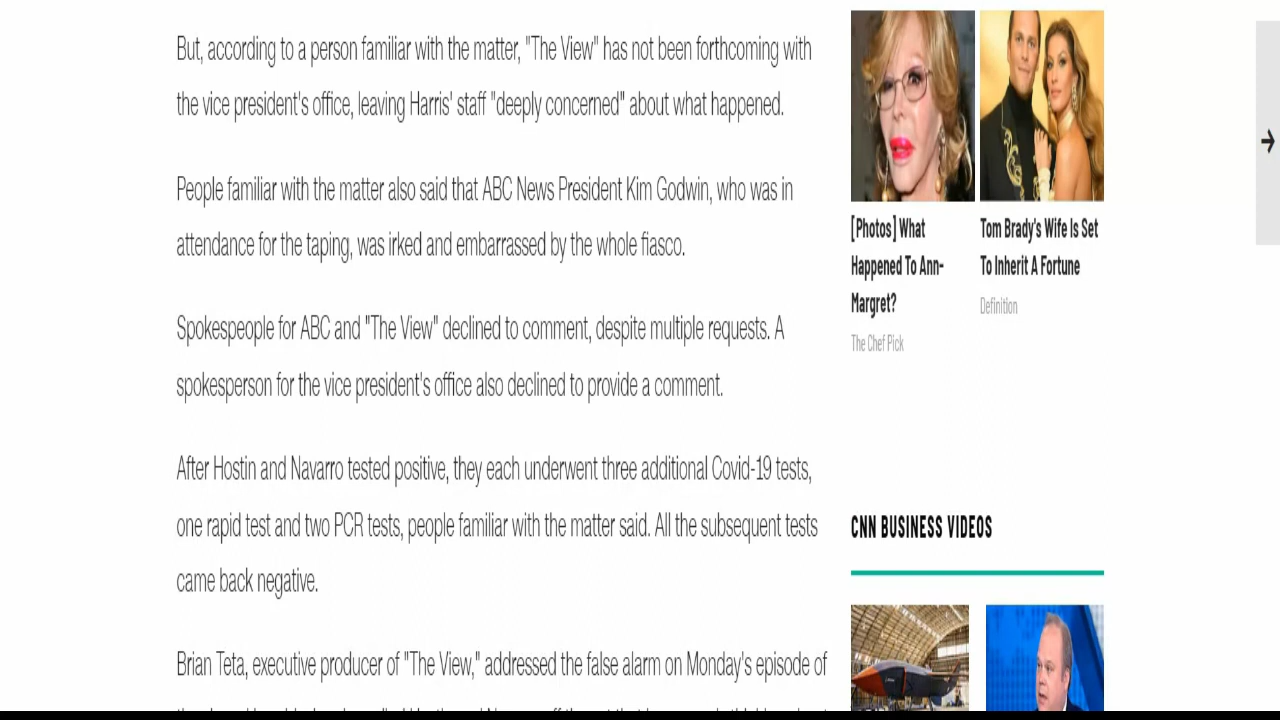 But, according to a person familiar with the matter, "The View" has not been forthcoming with
the vice president's office, leaving Harris' staff "deeply concerned" about what happened.
People familiar with the matter also said that ABC News President Kim Godwin, who was in
attendance for the taping, was irked and embarrassed by the whole fiasco.
Spokespeople for ABC and "The View" declined to comment, despite multiple requests. A
spokesperson for the vice president's office also declined to provide a comment.
After Hostin and Navarro tested positive, they each underwent three additional Covid-19 tests,
one rapid test and two PCR tests, people familiar with the matter said. All the subsequent tests
came back negative.
Brian Teta, executive producer of "The View," addressed the false alarm on Monday's episode of
[Photos] What
Happened To Ann-
Margret?
The Chef Pick
Tom Brady's Wife Is Set
To Inherit A Fortune
Definition
CNN BUSINESS VIDEOS